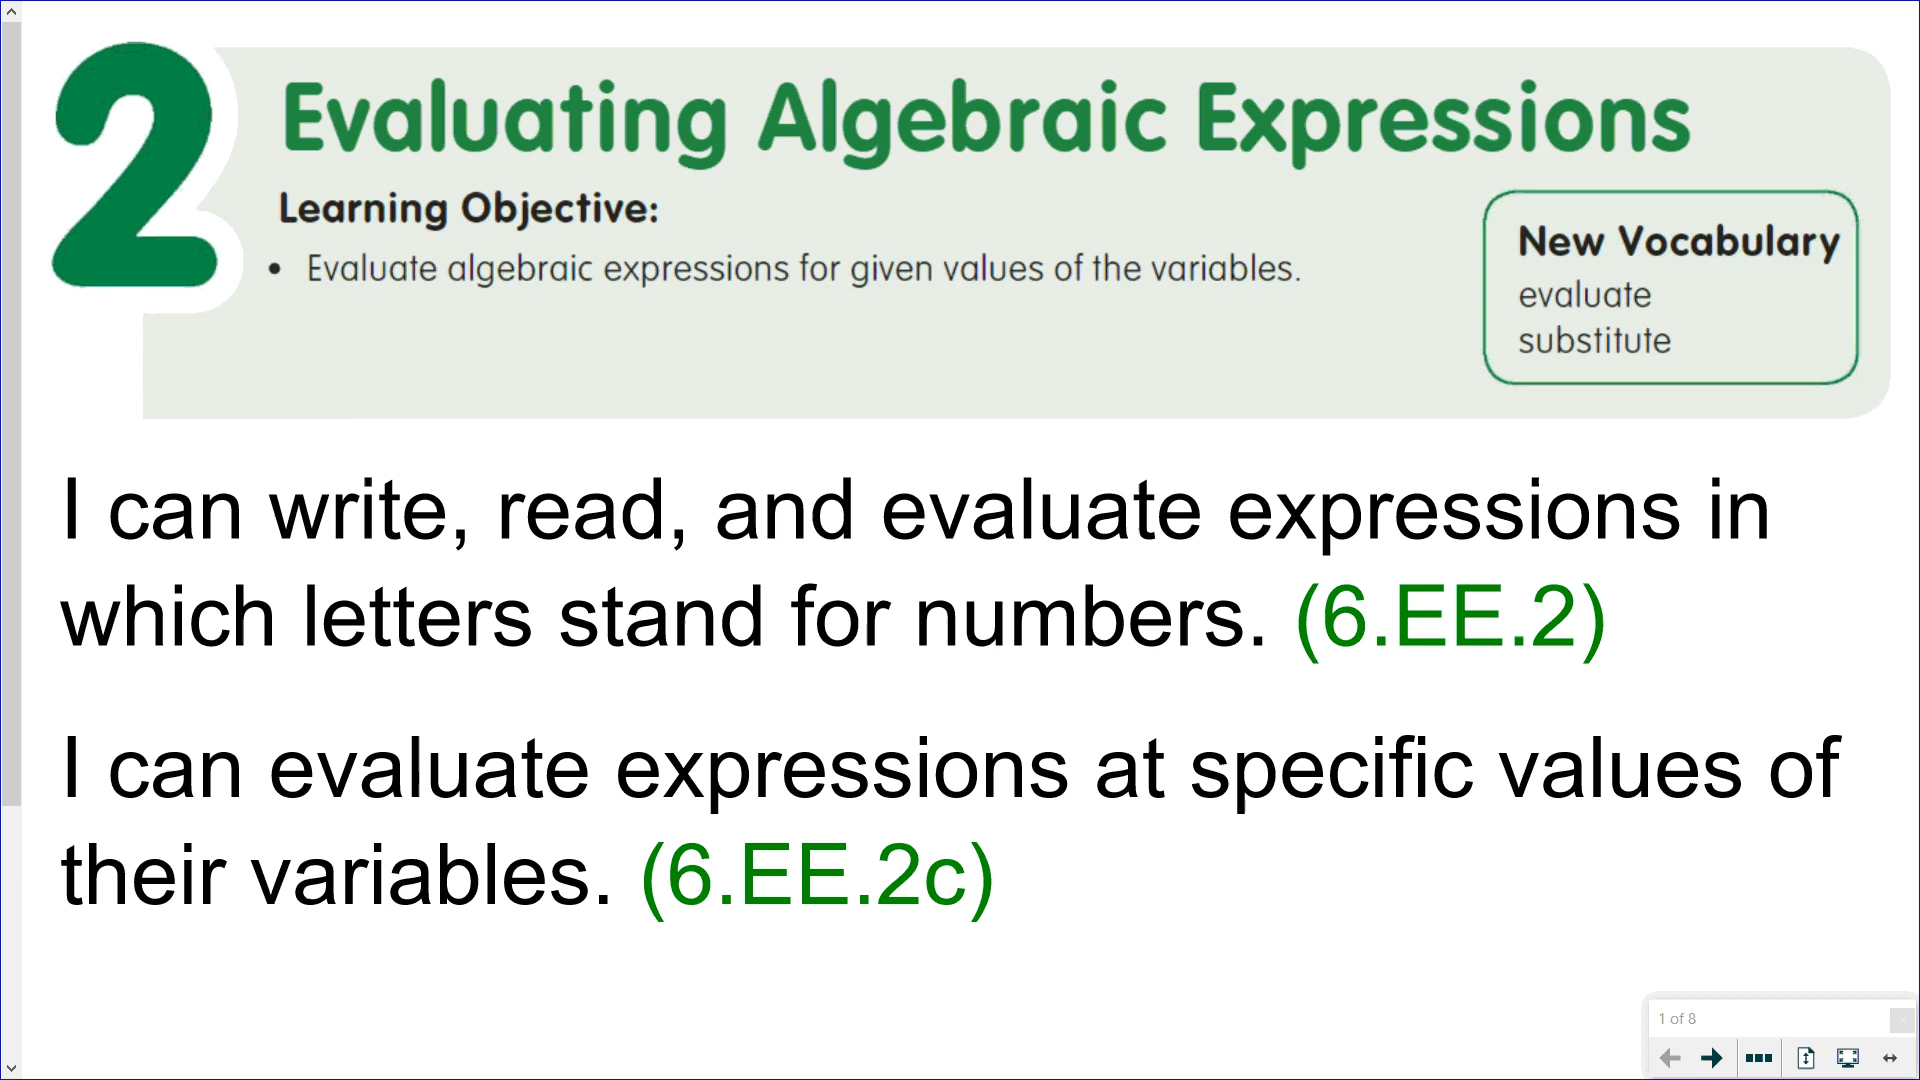 2
Evaluating Algebraic Expressions
Learning Objective:
• Evaluate algebraic expressions for given values of the variables.
New Vocabulary
evaluate
substitute
I can write, read, and evaluate expressions in
which letters stand for numbers. (6.EE.2)
I can evaluate expressions at specific values of
their variables. (6.EE.2c)
1 of 8